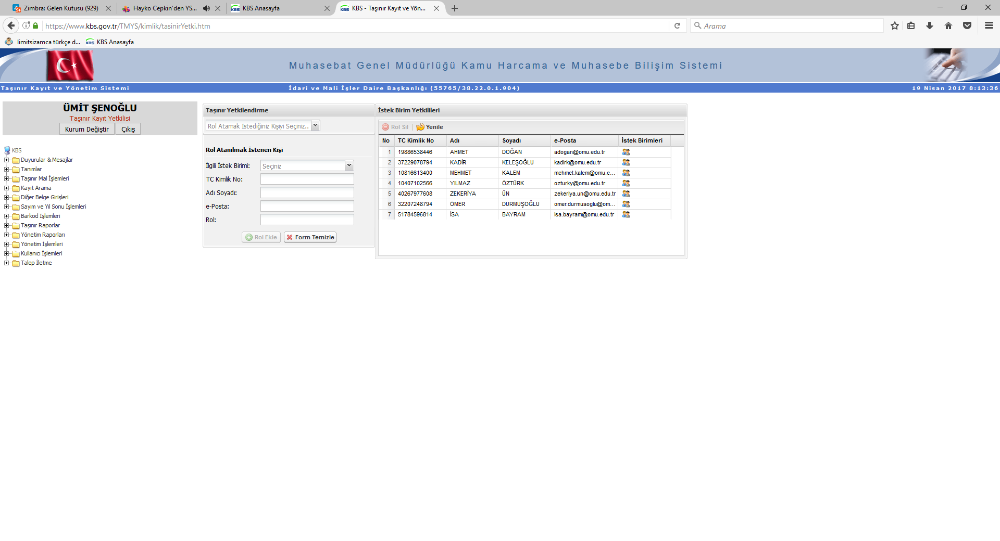 Zimbra: Gelen Kutusu (929)
Hayko Cepkin'den YS...
KBS Anasayfa
KBS - Taşınır Kayıt ve Yön...
https://www.kbs.gov.tr/TMYS/kimlik/tasinirYetki.htm
Arama
limitsizamca türkçe d...
KBS Anasayfa
Muhasebat Genel Müdürlüğü Kamu Harcama ve Muhasebe Bilişim Sistemi
Taşınır Kayıt ve Yönetim Sistemi
İdari ve Mali İşler Daire Başkanlığı (55765/38.22.0.1.904)
19 Nisan 2017 8:13:36
ÜMİT ŞENOĞLU
Taşınır Kayıt Yetkilisi
Kurum Değiştir
Çıkış
KBS
Duyurular & Mesajlar
Tanımlar
Taşınır Mal İşlemleri
Kayıt Arama
Diğer Belge Girişleri
Sayım ve Yıl Sonu İşlemleri
Barkod İşlemleri
Taşınır Raporlar
Yönetim Raporları
Yönetim İşlemleri
Kullanıcı İşlemleri
Talep İletme
Taşınır Yetkilendirme
Rol Atamak İstediğiniz Kişiyi Seçiniz..
Rol Atanılmak İstenen Kişi
İlgili İstek Birimi: Seçiniz
TC Kimlik No:
Adı Soyadı:
e-Posta:
Rol:
Rol Ekle
Form Temizle
İstek Birim Yetkilileri
Rol Sil
Yenile
No TC Kimlik No Adı Soyadı e-Posta İstek Birimleri
1 19886538446 AHMET DOĞAN adogan@omu.edu.tr
2 37229078794 KADİR KELEŞOĞLU kadirk@omu.edu.tr
3 10816613400 MEHMET KALEM mehmet.kalem@omu.e...
4 10407102566 YILMAZ ÖZTÜRK ozturky@omu.edu.tr
5 40267977608 ZEKERİYA ÜN zekeriya.un@omu.edu.tr
6 32207248794 ÖMER DURMUŞOĞLU omer.durmusoglu@om...
7 51784596814 İSA BAYRAM isa.bayram@omu.edu.tr